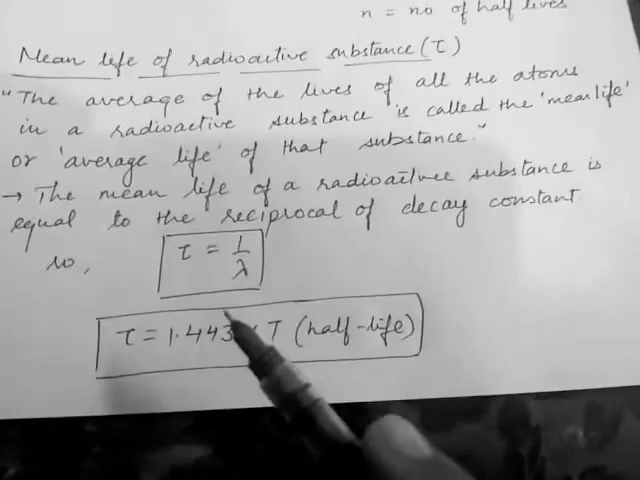 n = no of half lives
Mean life of radioactive substance (τ)
"The average of the lives of all the atoms
in a radioactive substance is called the 'mean life'
or 'average life' of that substance."
→ The mean life of a radioactive substance is
equal to the reciprocal of decay constant
so, τ = 1/λ
τ = 1.443 × T (half-life)